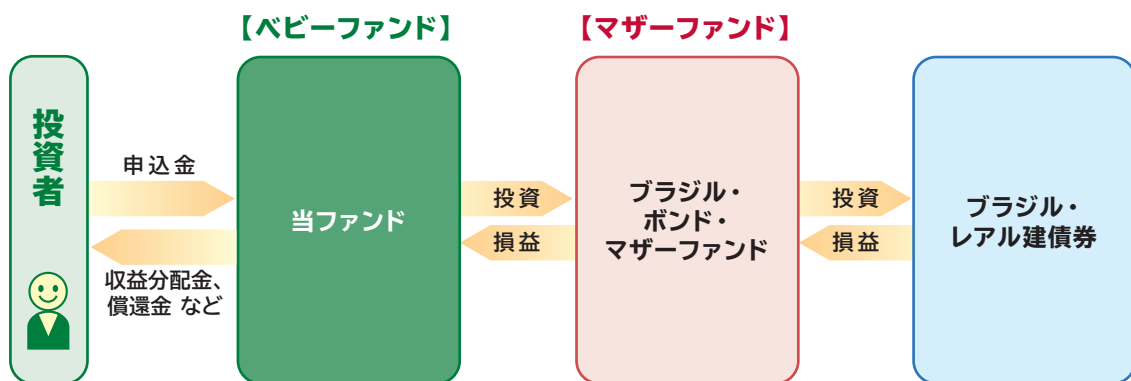 【ベビーファンド】
【マザーファンド】
投資者
申込金
収益分配金、
償還金 など
当ファンド
投資
損益
ブラジル・
ボンド・
マザーファンド
投資
損益
ブラジル・
レアル建債券